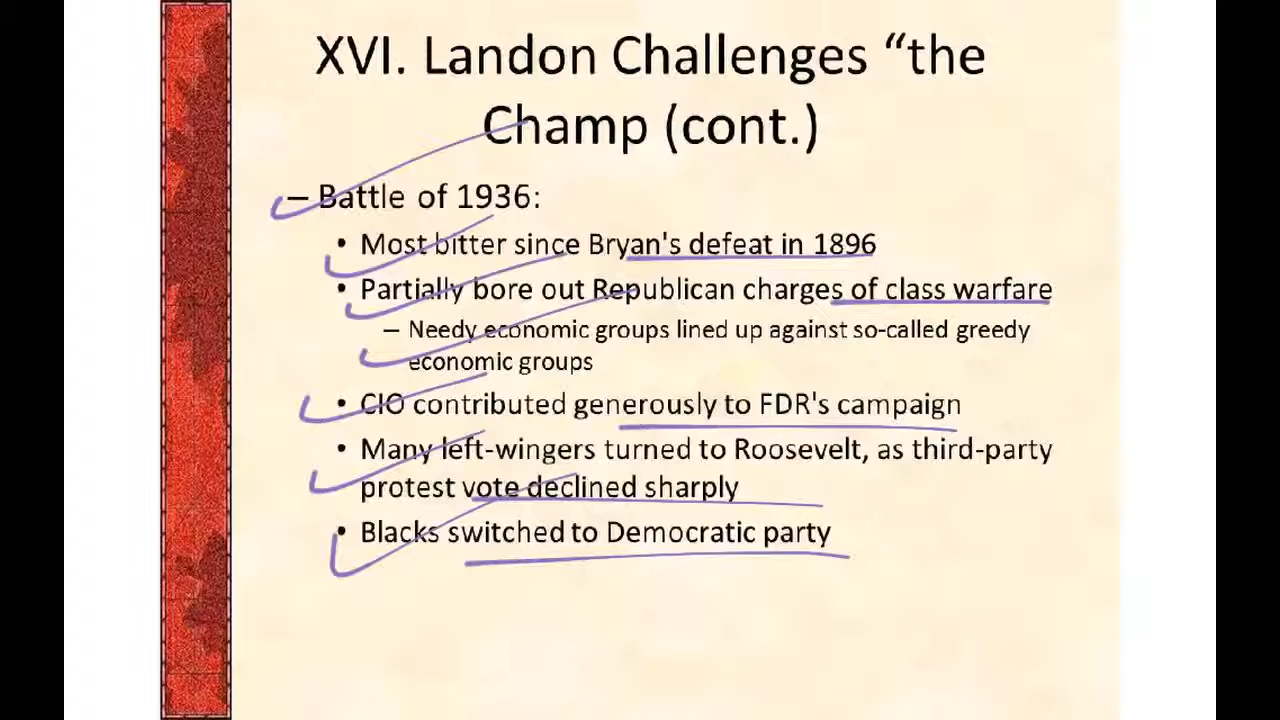 XVI. Landon Challenges “the
Champ (cont.)
– Battle of 1936:
• Most bitter since Bryan's defeat in 1896
• Partially bore out Republican charges of class warfare
– Needy economic groups lined up against so-called greedy
economic groups
• CIO contributed generously to FDR's campaign
• Many left-wingers turned to Roosevelt, as third-party
protest vote declined sharply
• Blacks switched to Democratic party